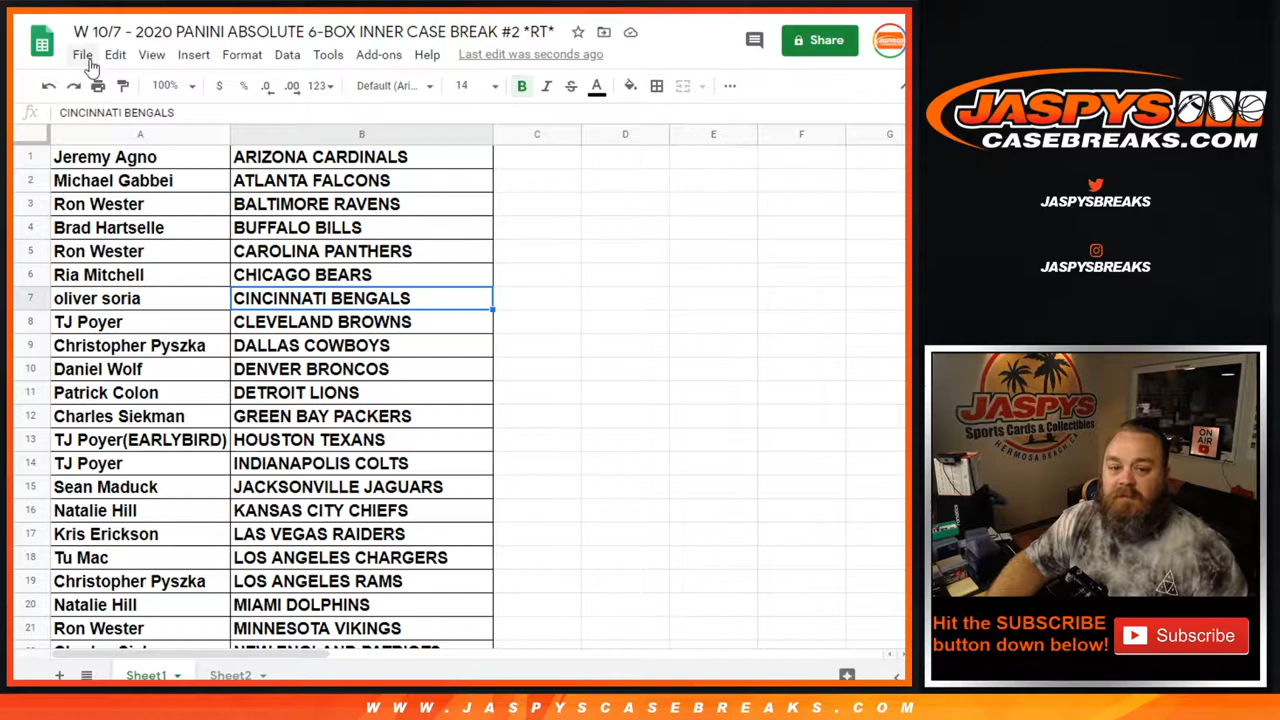 W 10/7 - 2020 PANINI ABSOLUTE 6-BOX INNER CASE BREAK #2 *RT*
File Edit View Insert Format Data Tools Add-ons Help Last edit was seconds ago
Share
100% $ % .0 .00 123 Default (Ari... 14 B I S A
fx CINCINNATI BENGALS
A B C D E F G
1 Jeremy Agno ARIZONA CARDINALS
2 Michael Gabbei ATLANTA FALCONS
3 Ron Wester BALTIMORE RAVENS
4 Brad Hartselle BUFFALO BILLS
5 Ron Wester CAROLINA PANTHERS
6 Ria Mitchell CHICAGO BEARS
7 oliver soria CINCINNATI BENGALS
8 TJ Poyer CLEVELAND BROWNS
9 Christopher Pyszka DALLAS COWBOYS
10 Daniel Wolf DENVER BRONCOS
11 Patrick Colon DETROIT LIONS
12 Charles Siekman GREEN BAY PACKERS
13 TJ Poyer(EARLYBIRD) HOUSTON TEXANS
14 TJ Poyer INDIANAPOLIS COLTS
15 Sean Maduck JACKSONVILLE JAGUARS
16 Natalie Hill KANSAS CITY CHIEFS
17 Kris Erickson LAS VEGAS RAIDERS
18 Tu Mac LOS ANGELES CHARGERS
19 Christopher Pyszka LOS ANGELES RAMS
20 Natalie Hill MIAMI DOLPHINS
21 Ron Wester MINNESOTA VIKINGS
NEW ENGLAND PATRIOTS
Sheet1 Sheet2
JASPYS
CASEBREAKS.COM
JASPYSBREAKS
JASPYSBREAKS
JASPYS
Sports Cards & Collectibles
HERMOSA BEACH, CA
ON AIR
Hit the SUBSCRIBE
button down below!
Subscribe
WWW.JASPYSCASEBREAKS.COM